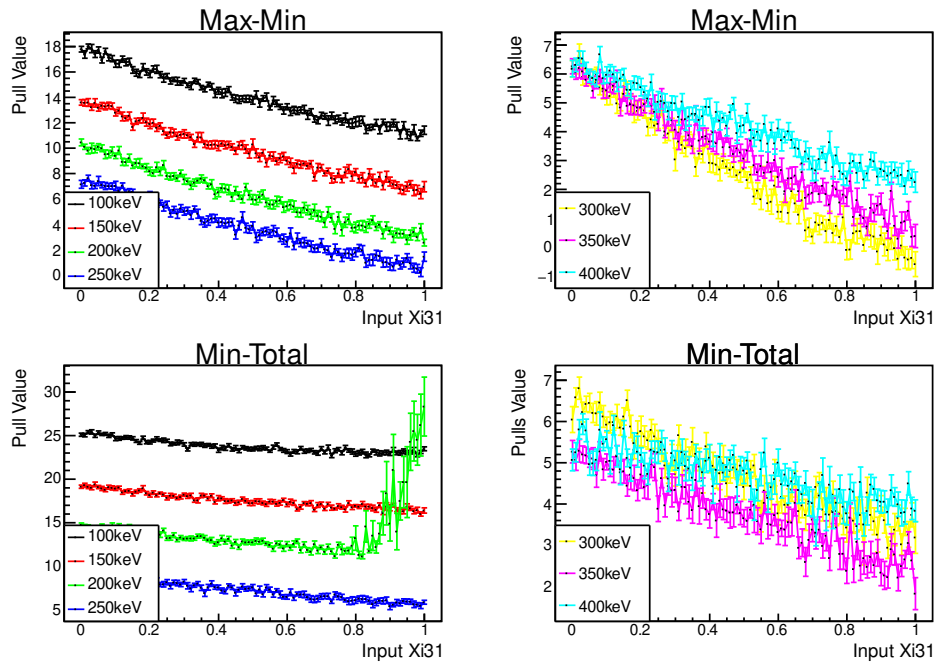 Max-Min
Pull Value
18
16
14
12
10
8
6
4
2
0
100keV
150keV
200keV
250keV
0 0.2 0.4 0.6 0.8 1
Input Xi31
Max-Min
Pull Value
7
6
5
4
3
2
1
0
−1
300keV
350keV
400keV
0 0.2 0.4 0.6 0.8 1
Input Xi31
Min-Total
Pull Value
30
25
20
15
10
5
100keV
150keV
200keV
250keV
0 0.2 0.4 0.6 0.8 1
Input Xi31
Min-Total
Pulls Value
7
6
5
4
3
2
300keV
350keV
400keV
0 0.2 0.4 0.6 0.8 1
Input Xi31